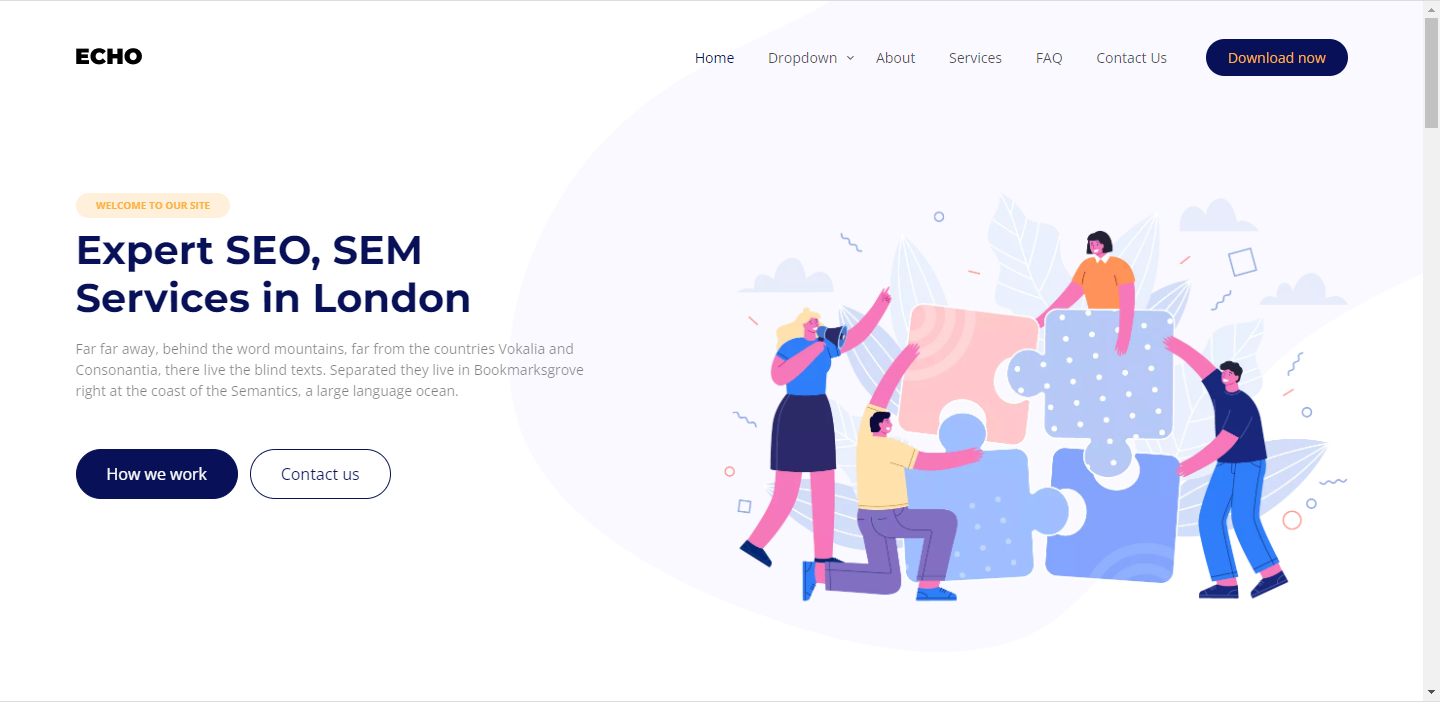 ECHO
Home Dropdown About Services FAQ Contact Us Download now
WELCOME TO OUR SITE
Expert SEO, SEM
Services in London
Far far away, behind the word mountains, far from the countries Vokalia and
Consonantia, there live the blind texts. Separated they live in Bookmarksgrove
right at the coast of the Semantics, a large language ocean.
How we work Contact us